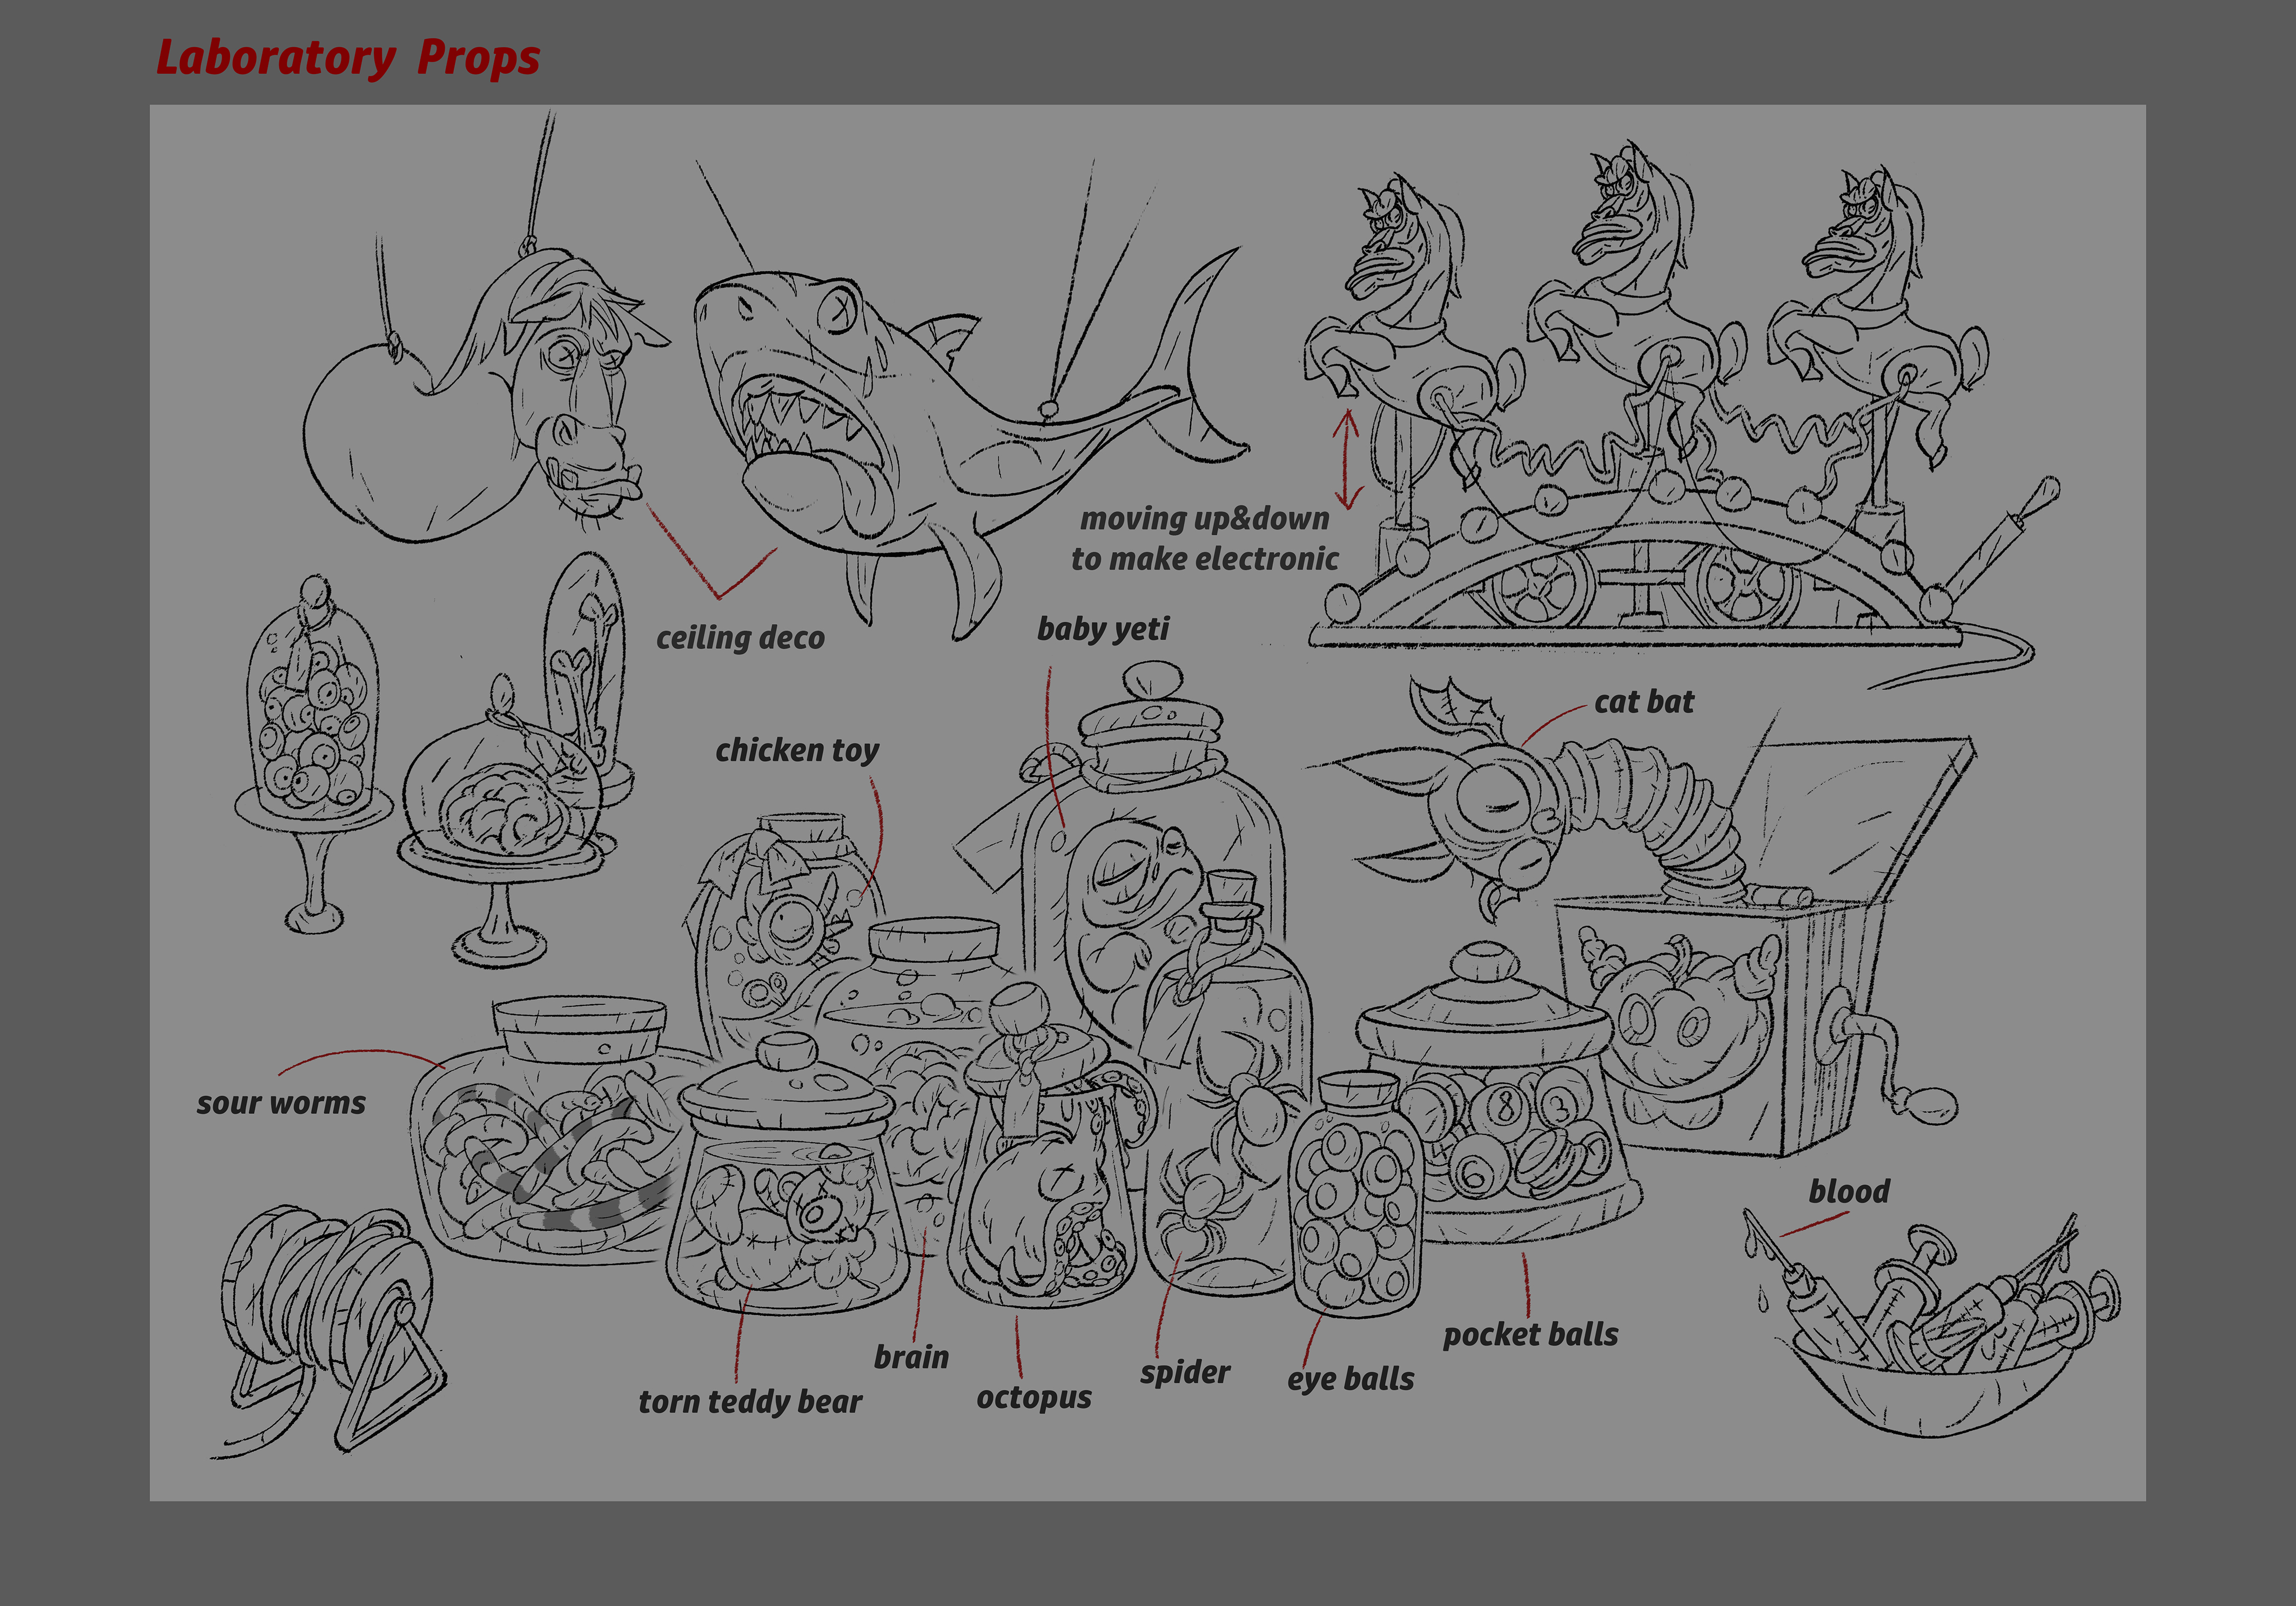 Laboratory Props
moving up&down
to make electronic
ceiling deco
baby yeti
cat bat
chicken toy
sour worms
8
3
blood
pocket balls
brain
spider
eye balls
octopus
torn teddy bear